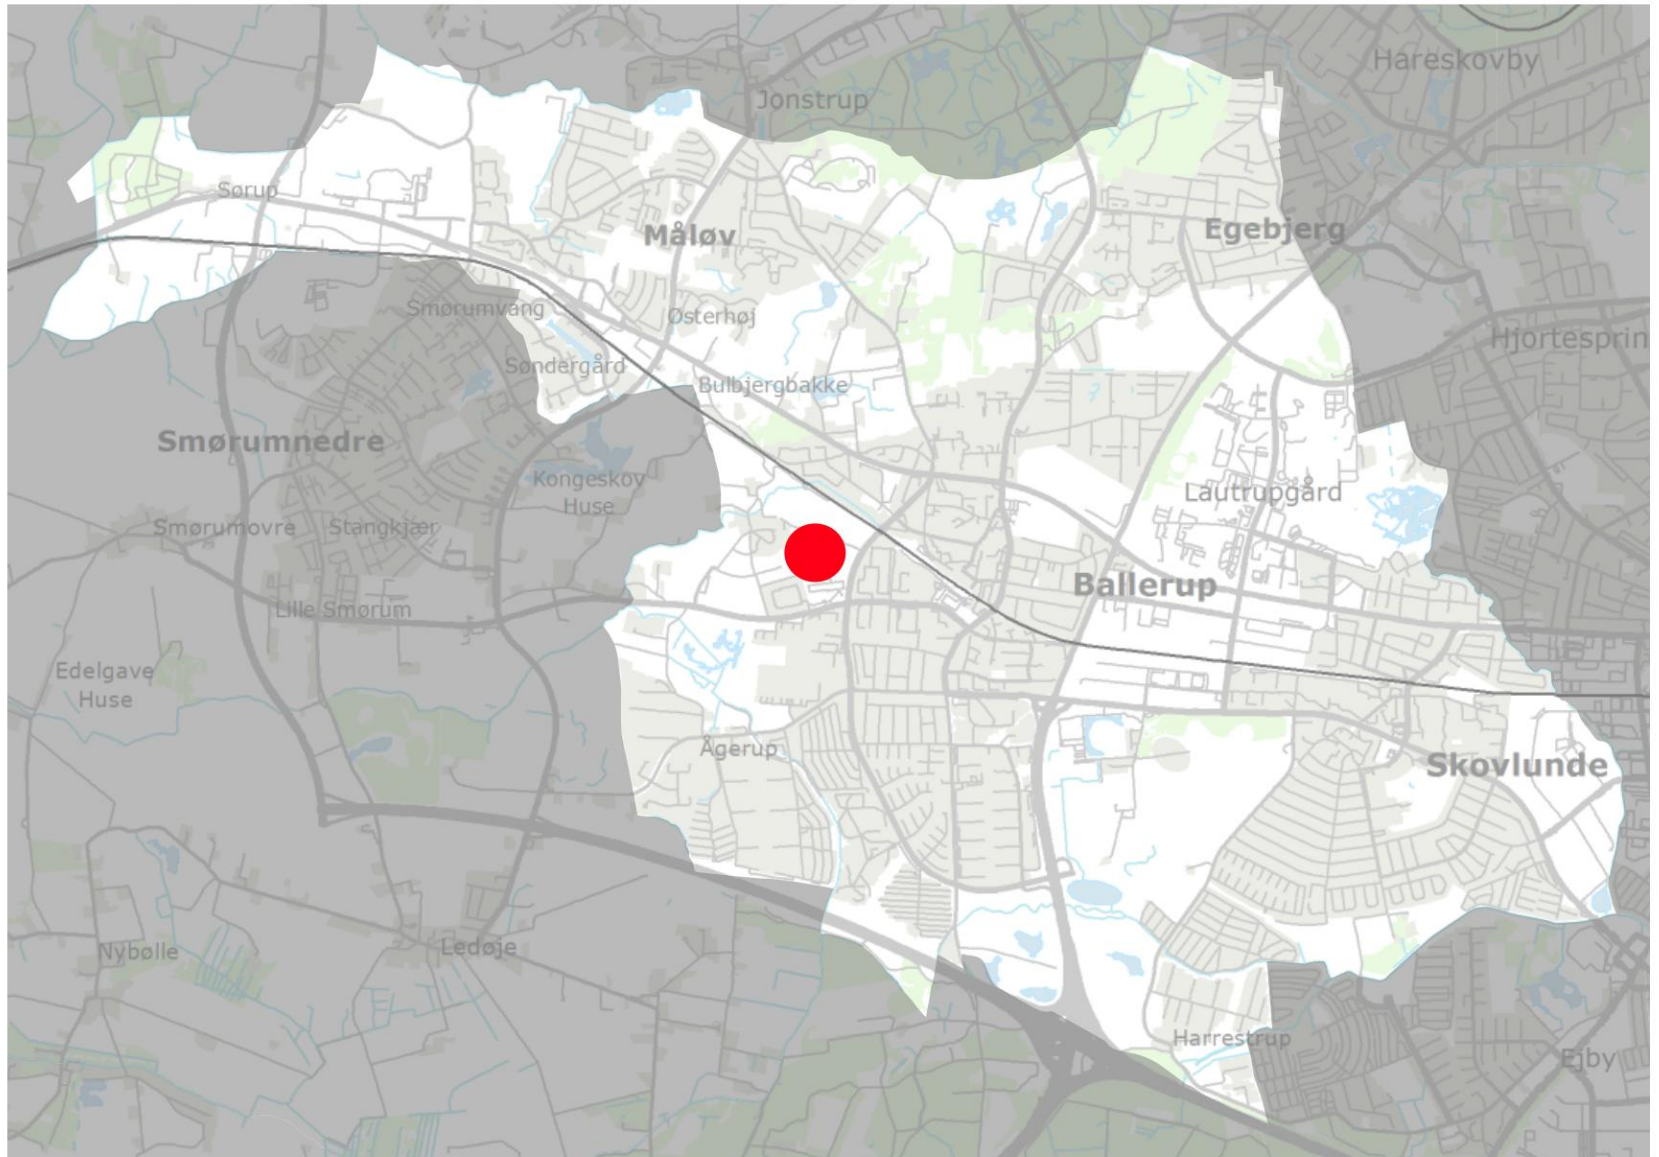 Hareskovby
Jonstrup
Sørup
Måløv
Egebjerg
Smørumvang
Østerhøj
Hjortesprin
Søndergård
Bulbjergbakke
Smørumnedre
Kongeskov
Huse
Lautrupgård
Smørumovre
Stangkjær
Ballerup
Lille Smørum
Edelgave
Huse
Ågerup
Skovlunde
Nybølle
Ledøje
Harrestrup
Ejby